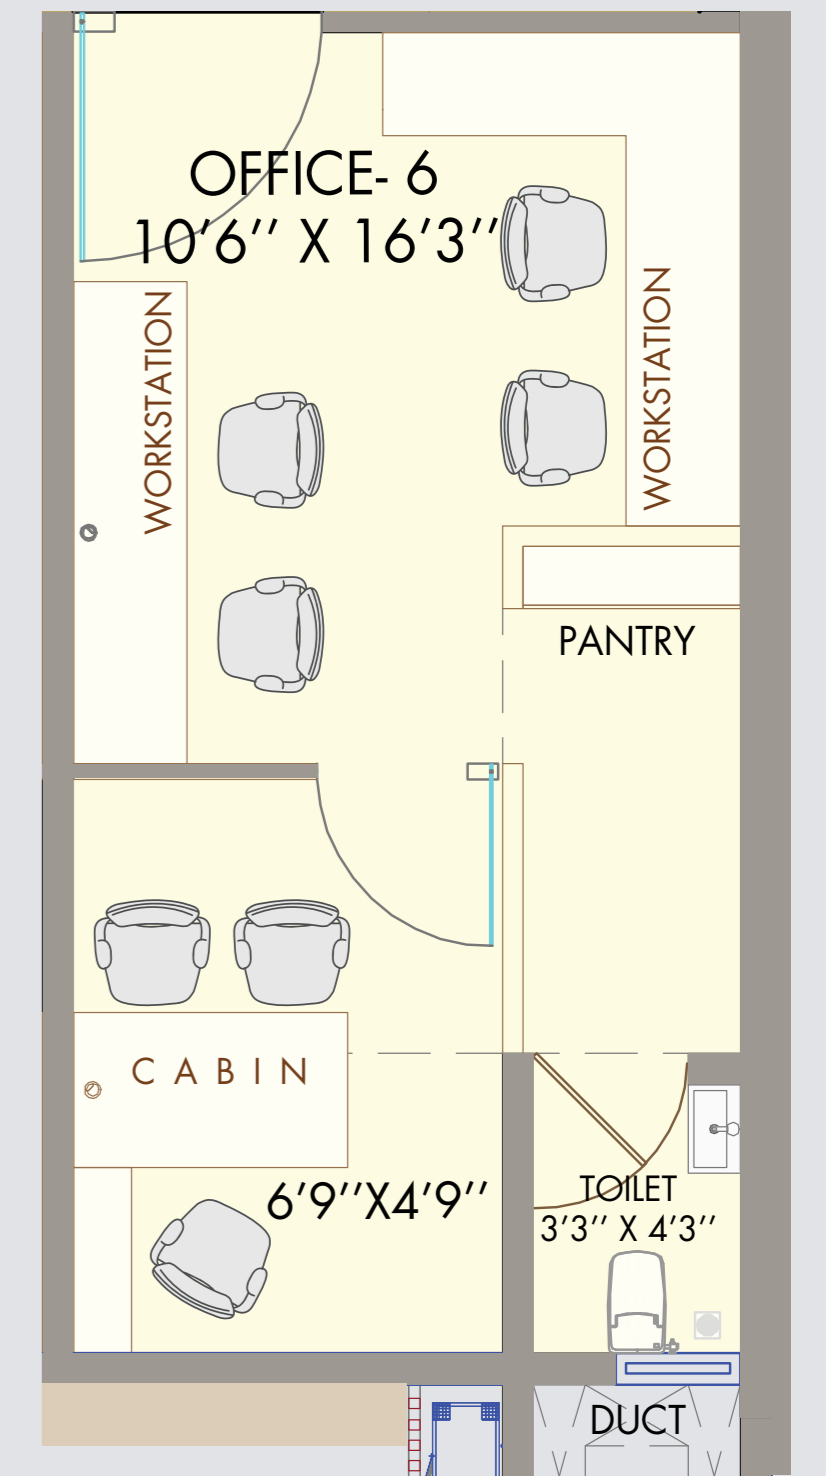 OFFICE- 6
10'6'' X 16'3''
WORKSTATION
WORKSTATION
PANTRY
CABIN
6'9''X4'9''
TOILET
3'3'' X 4'3''
DUCT